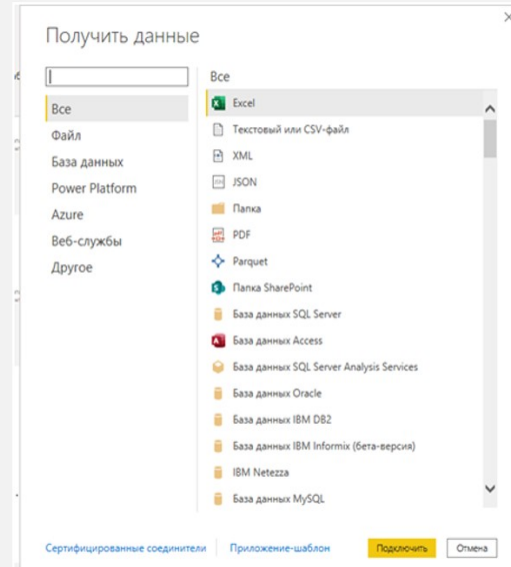 Получить данные
Все
Файл
База данных
Power Platform
Azure
Веб-службы
Другое
Все
Excel
Текстовый или CSV-файл
XML
JSON
Папка
PDF
Parquet
Папка SharePoint
База данных SQL Server
База данных Access
База данных SQL Server Analysis Services
База данных Oracle
База данных IBM DB2
База данных IBM Informix (бета-версия)
IBM Netezza
База данных MySQL
Сертифицированные соединители
Приложение-шаблон
Подключить
Отмена